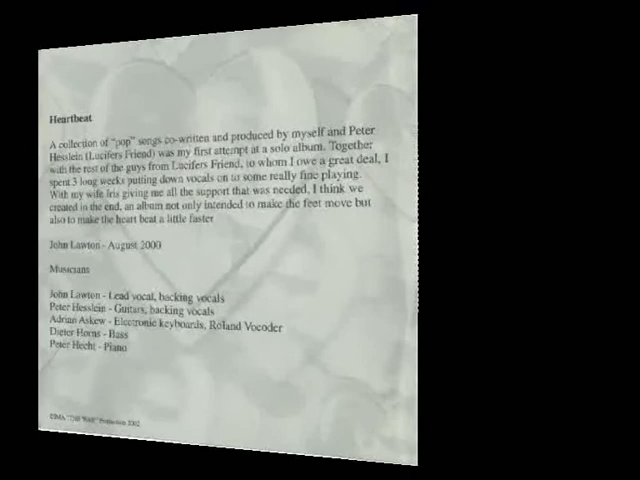 Heartbeat
A collection of "pop" songs co-written and produced by myself and Peter
Hesslein (Lucifers Friend) was my first attempt at a solo album. Together
with the rest of the guys from Lucifers Friend, to whom I owe a great deal, I
spent 3 long weeks putting down vocals on to some really fine playing.
With my wife Iris giving me all the support that was needed, I think we
created in the end, an album not only intended to make the feet move but
also to make the heart beat a little faster
John Lawton - August 2000
Musicians
John Lawton - Lead vocal, backing vocals
Peter Hesslein - Guitars, backing vocals
Adrian Askew - Electronic keyboards, Roland Vocoder
Dieter Horns - Bass
Peter Hecht - Piano
Production 2002